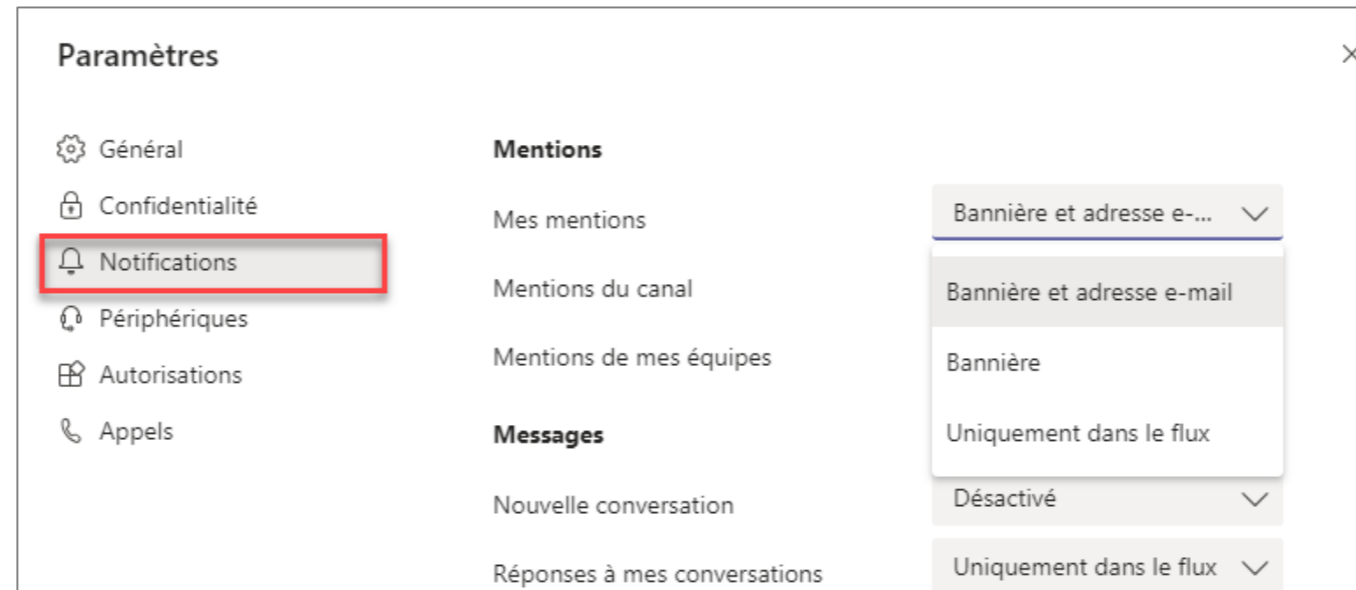 Paramètres
Général
Confidentialité
Notifications
Périphériques
Autorisations
Appels
Mentions
Mes mentions
Bannière et adresse e-...
Bannière et adresse e-mail
Bannière
Uniquement dans le flux
Mentions du canal
Mentions de mes équipes
Messages
Nouvelle conversation
Désactivé
Réponses à mes conversations
Uniquement dans le flux